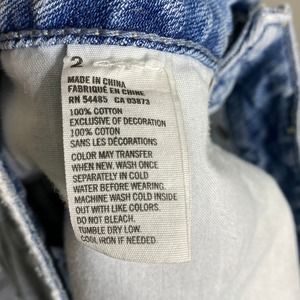 2
MADE IN CHINA
FABRIQUÉ EN CHINE
RN 54485 CA 03873
100% COTTON
EXCLUSIVE OF DECORATION
100% COTON
SANS LES DÉCORATIONS
COLOR MAY TRANSFER
WHEN NEW. WASH ONCE
SEPARATELY IN COLD
WATER BEFORE WEARING.
MACHINE WASH COLD INSIDE
OUT WITH LIKE COLORS.
DO NOT BLEACH.
TUMBLE DRY LOW.
COOL IRON IF NEEDED.